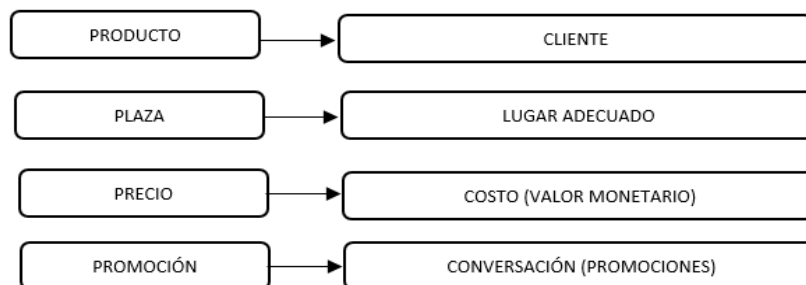 PRODUCTO
CLIENTE
PLAZA
LUGAR ADECUADO
PRECIO
COSTO (VALOR MONETARIO)
PROMOCIÓN
CONVERSACIÓN (PROMOCIONES)